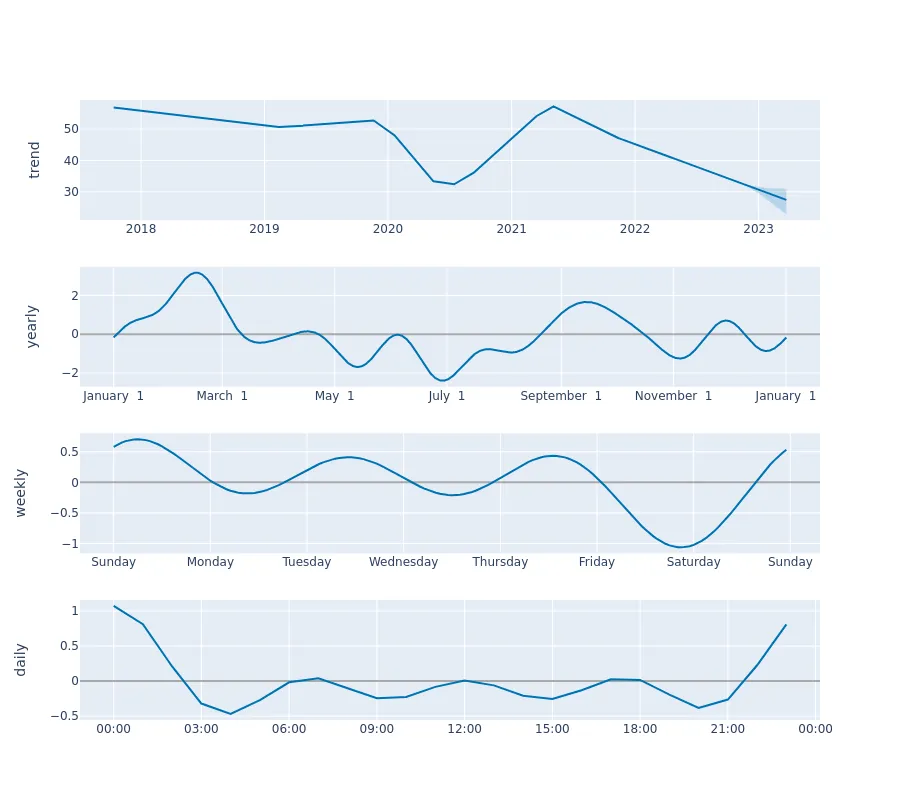 trend
50
40
30
2018 2019 2020 2021 2022 2023
yearly
2
0
−2
January 1 March 1 May 1 July 1 September 1 November 1 January 1
weekly
0.5
0
−0.5
−1
Sunday Monday Tuesday Wednesday Thursday Friday Saturday Sunday
daily
1
0.5
0
−0.5
00:00 03:00 06:00 09:00 12:00 15:00 18:00 21:00 00:00